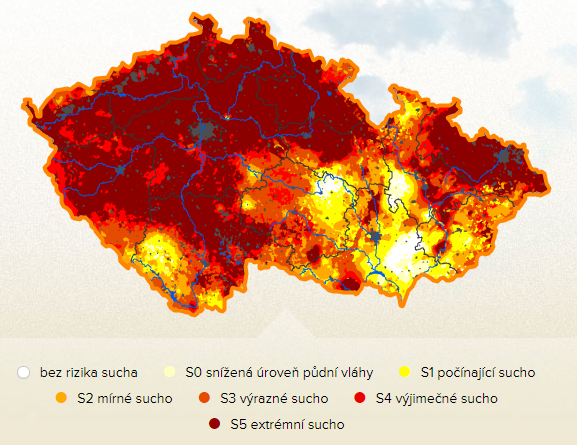 bez rizika sucha S0 snížená úroveň půdní vláhy S1 počínající sucho
S2 mírné sucho S3 výrazné sucho S4 výjimečné sucho
S5 extrémní sucho